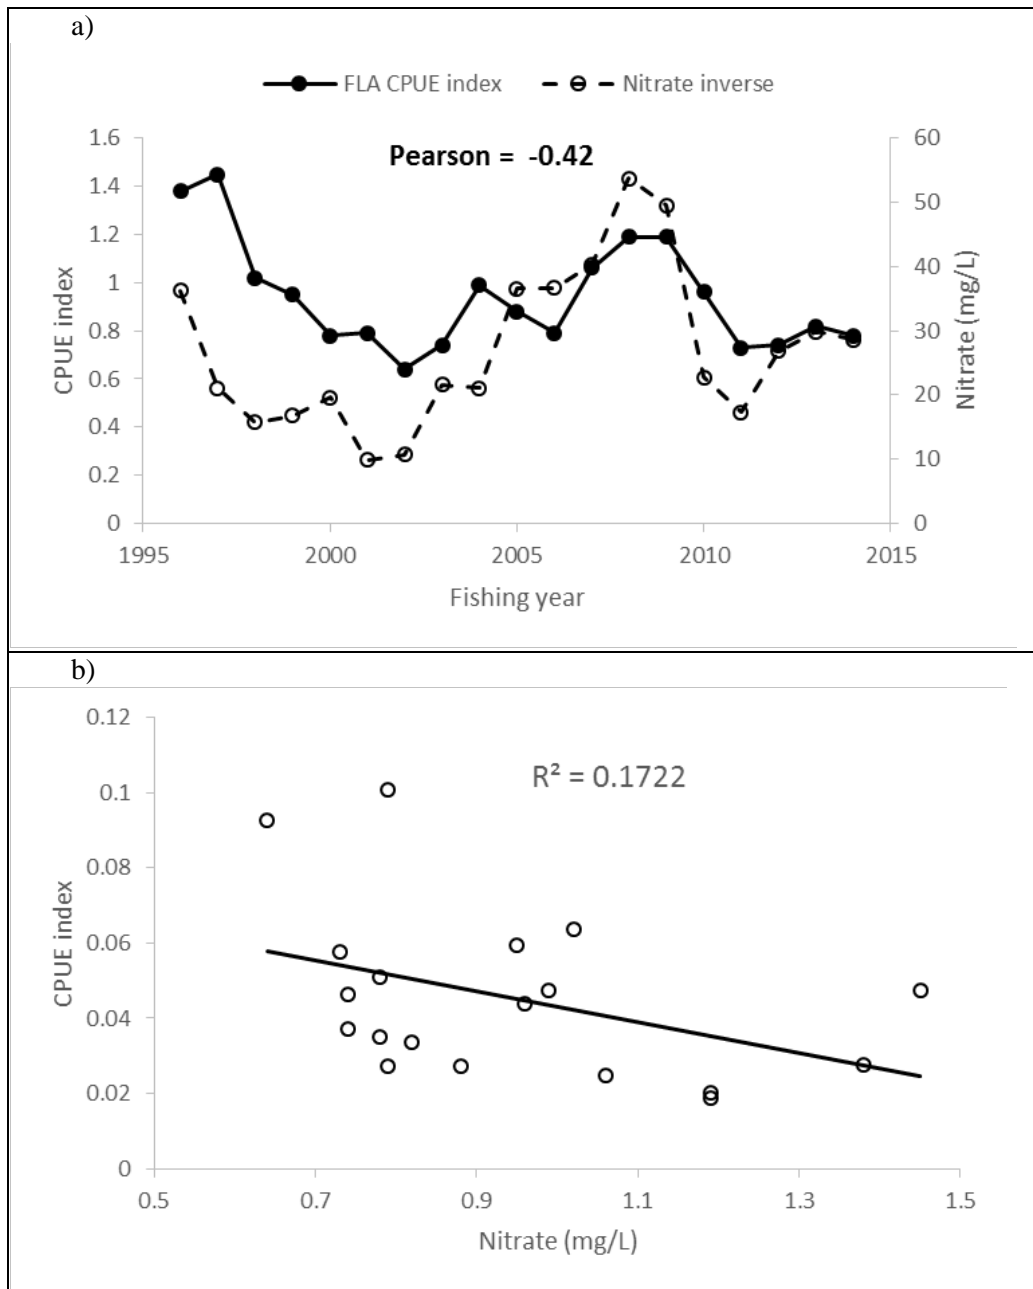 a)
FLA CPUE index Nitrate inverse
Pearson = -0.42
1.6
1.4
1.2
1
0.8
0.6
0.4
0.2
0
CPUE index
60
50
40
30
20
10
0
Nitrate (mg/L)
1995 2000 2005 2010 2015
Fishing year
b)
R² = 0.1722
0.12
0.1
0.08
0.06
0.04
0.02
0
CPUE index
0.5 0.7 0.9 1.1 1.3 1.5
Nitrate (mg/L)